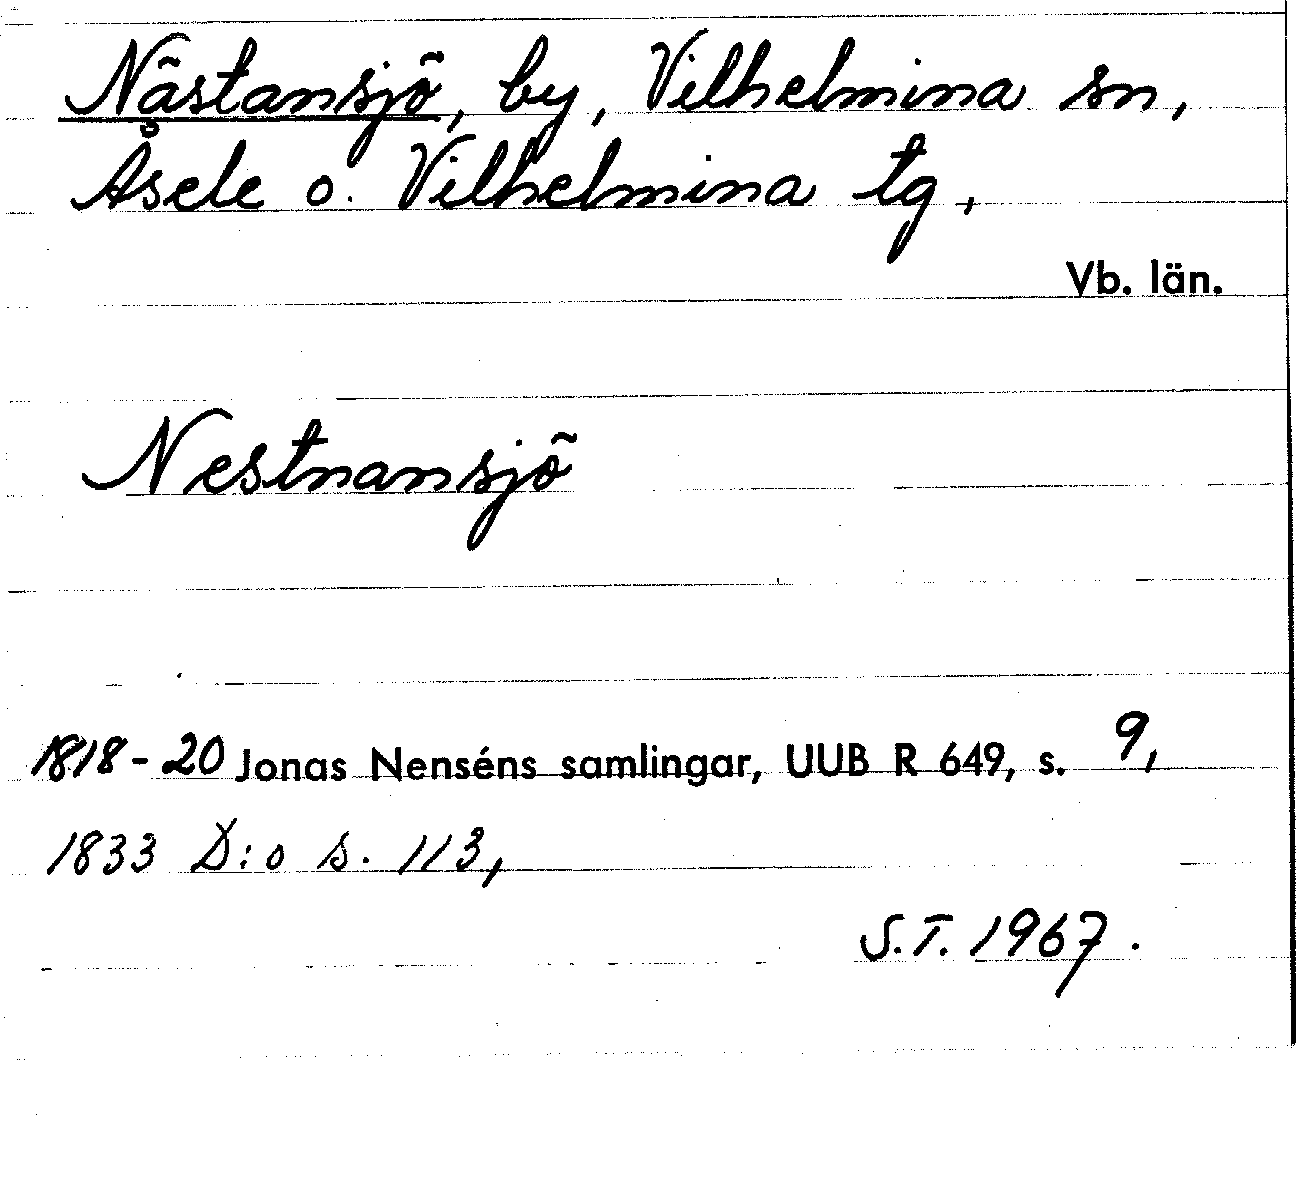 Nästansjö, by, Vilhelmina sn,
Åsele o. Vilhelmina tg,
Vb. län.
Nestnansjö
1818-20 Jonas Nenséns samlingar, UUB R 649, s. 9,
1833 D:o s. 113,
S.T. 1967.